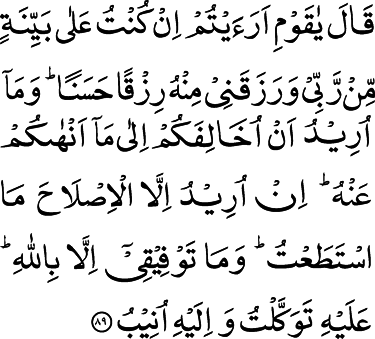 قَالَ يٰقَوۡمِ اَرَءَيۡتُمۡ اِنۡ كُنۡتُ عَلٰى بَيِّنَةٍ
مِّنۡ رَّبِّىۡ وَرَزَقَنِىۡ مِنۡهُ رِزۡقًا حَسَنًا‌ ؕ وَمَاۤ
اُرِيۡدُ اَنۡ اُخَالِفَكُمۡ اِلٰى مَاۤ اَنۡهٰٮكُمۡ
عَنۡهُ‌ ؕ اِنۡ اُرِيۡدُ اِلَّا الۡاِصۡلَاحَ مَا
اسۡتَطَعۡتُ‌ ؕ وَمَا تَوۡفِيۡقِىۡۤ اِلَّا بِاللّٰهِ‌ ؕ
عَلَيۡهِ تَوَكَّلۡتُ وَاِلَيۡهِ اُنِيۡبُ ﴿۸۹﴾